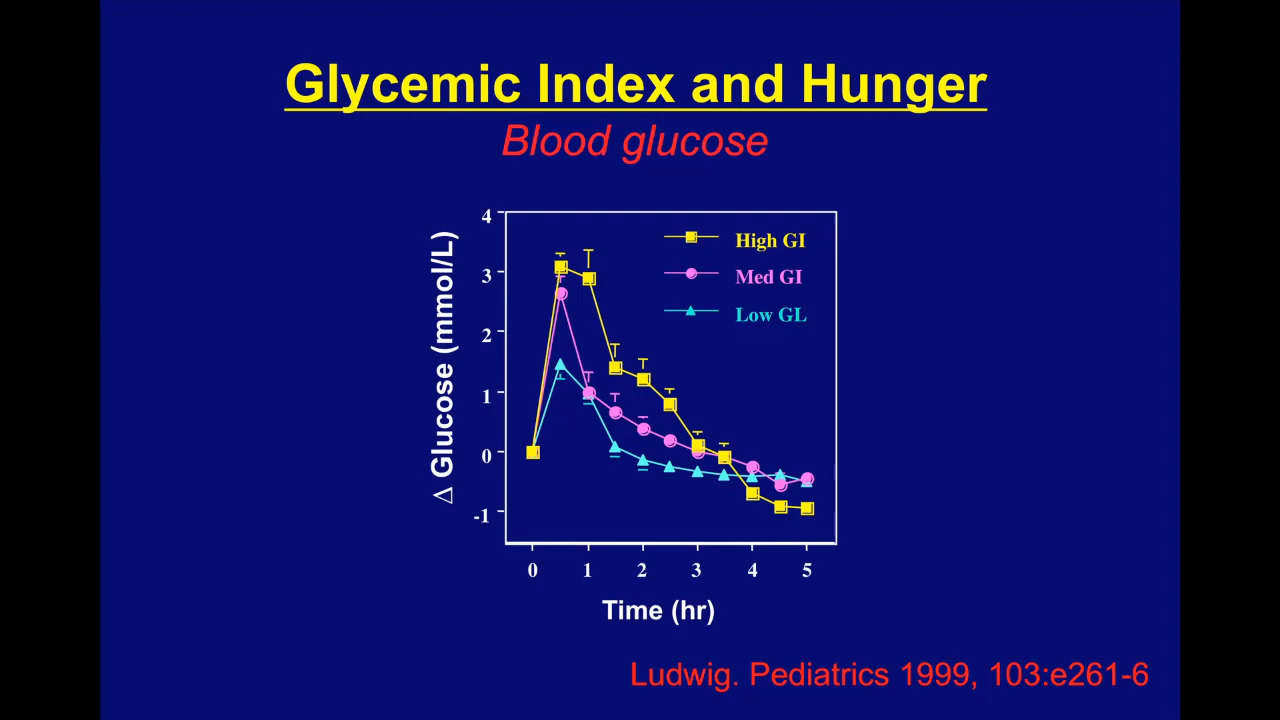 Glycemic Index and Hunger
Blood glucose
Δ Glucose (mmol/L)
4
3
2
1
0
-1
High GI
Med GI
Low GL
0 1 2 3 4 5
Time (hr)
Ludwig. Pediatrics 1999, 103:e261-6